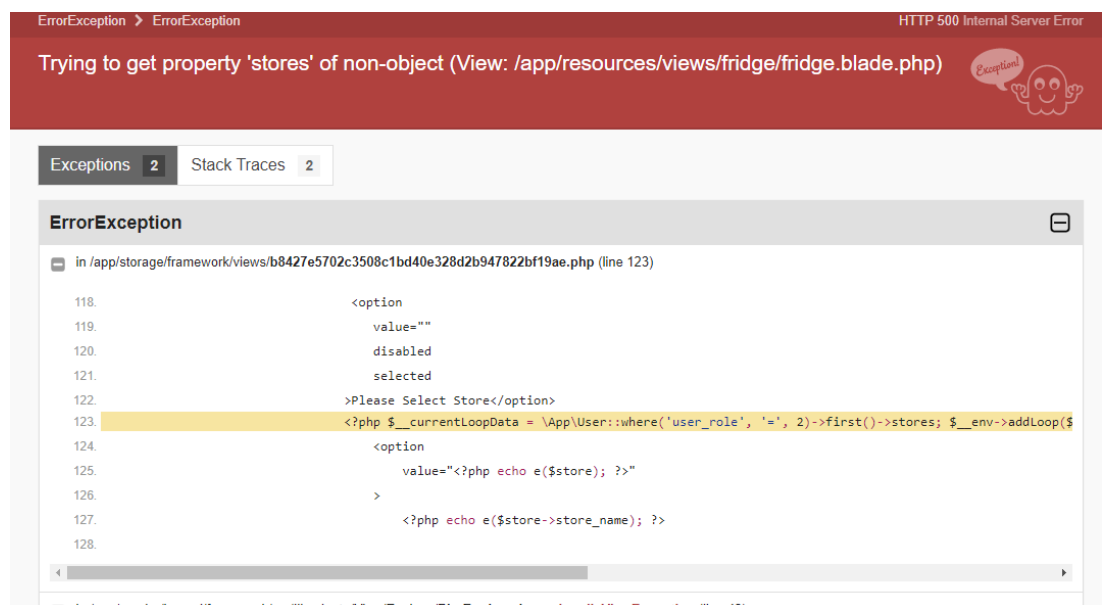 ErrorException > ErrorException HTTP 500 Internal Server Error
Trying to get property 'stores' of non-object (View: /app/resources/views/fridge/fridge.blade.php)
Exception!
Exceptions 2 Stack Traces 2
ErrorException
in /app/storage/framework/views/b8427e5702c3508c1bd40e328d2b947822bf19ae.php (line 123)
118. <option
119. value=""
120. disabled
121. selected
122. >Please Select Store</option>
123. <?php $__currentLoopData = \App\User::where('user_role', '=', 2)->first()->stores; $__env->addLoop($
124. <option
125. value="<?php echo e($store); ?>"
126. >
127. <?php echo e($store->store_name); ?>
128.